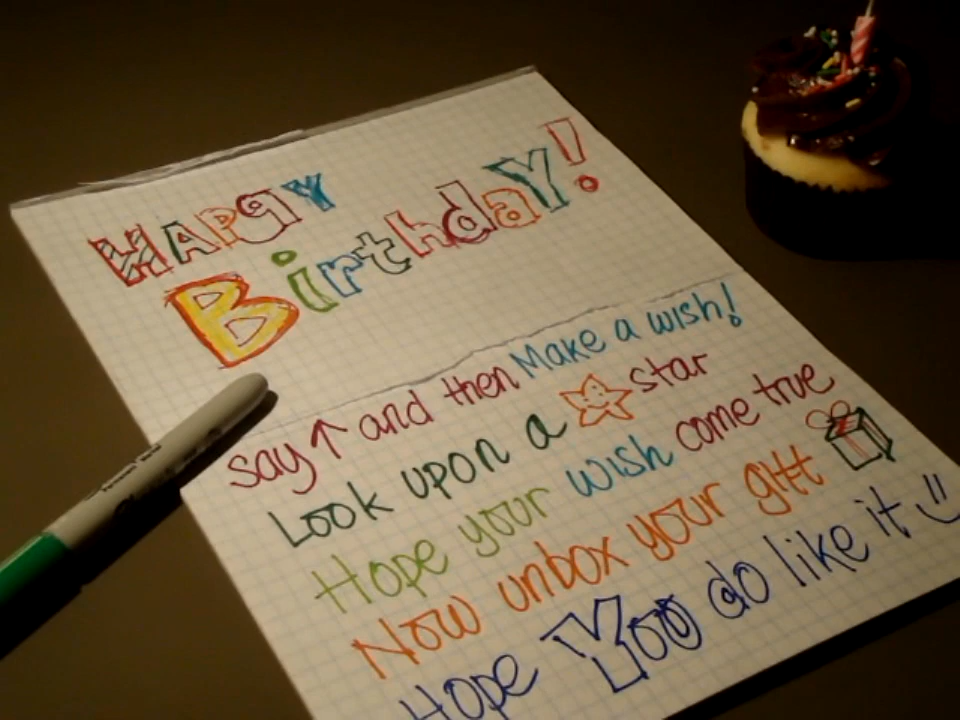 HAPPY
BirthdaY!
say ↑ and then Make a wish!
Look upon a star
Hope your wish come true
Now unbox your gift
Hope You do like it